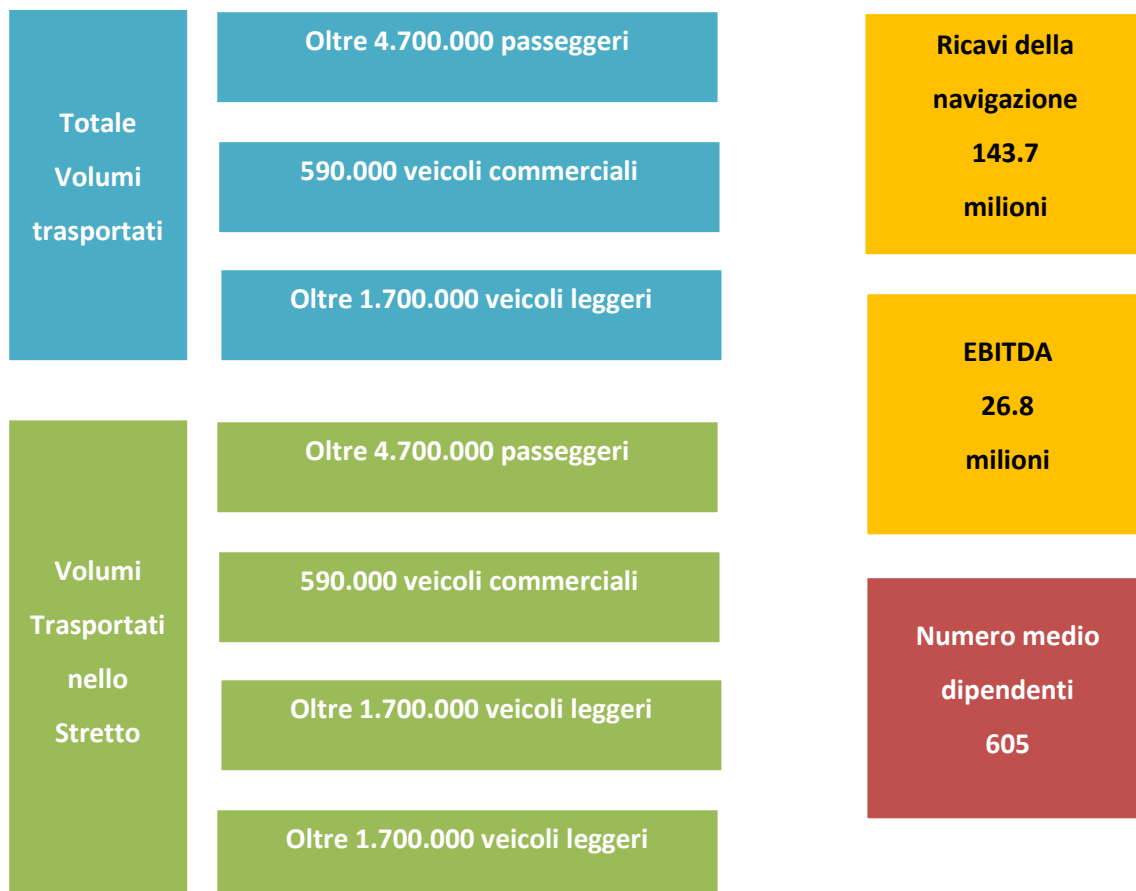 Totale
Volumi
trasportati
Oltre 4.700.000 passeggeri
590.000 veicoli commerciali
Oltre 1.700.000 veicoli leggeri
Volumi
Trasportati
nello
Stretto
Oltre 4.700.000 passeggeri
590.000 veicoli commerciali
Oltre 1.700.000 veicoli leggeri
Oltre 1.700.000 veicoli leggeri
Ricavi della
navigazione
143.7
milioni
EBITDA
26.8
milioni
Numero medio
dipendenti
605